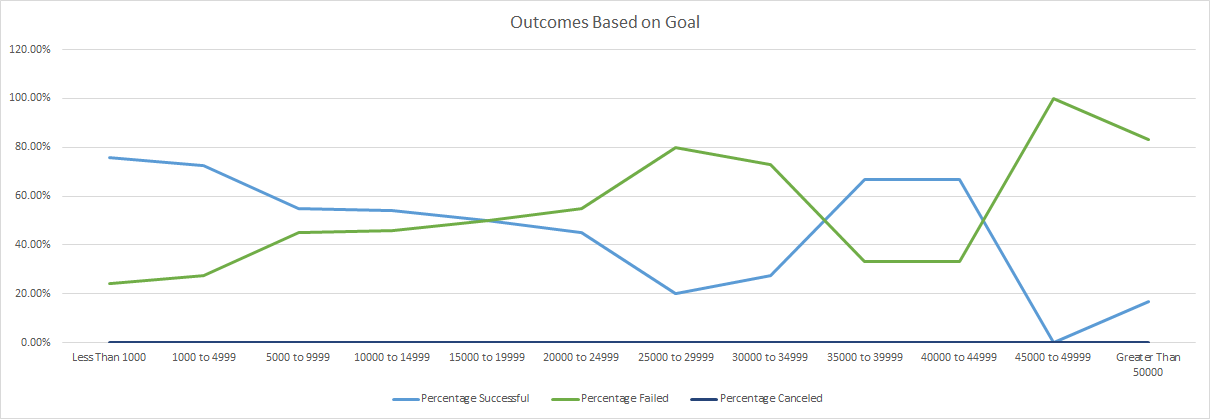 Outcomes Based on Goal
120.00%
100.00%
80.00%
60.00%
40.00%
20.00%
0.00%
Less Than 1000 1000 to 4999 5000 to 9999 10000 to 14999 15000 to 19999 20000 to 24999 25000 to 29999 30000 to 34999 35000 to 39999 40000 to 44999 45000 to 49999 Greater Than
50000
Percentage Successful Percentage Failed Percentage Canceled